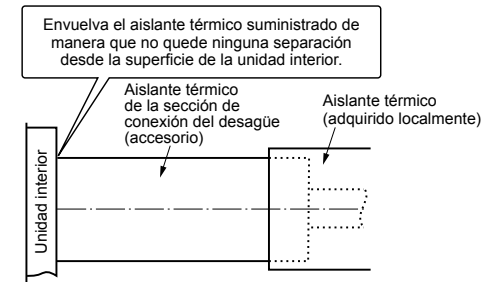 Envuelva el aislante térmico suministrado de
manera que no quede ninguna separación
desde la superficie de la unidad interior.
Aislante térmico
de la sección de
conexión del desagüe
(accesorio)
Aislante térmico
(adquirido localmente)
Unidad interior